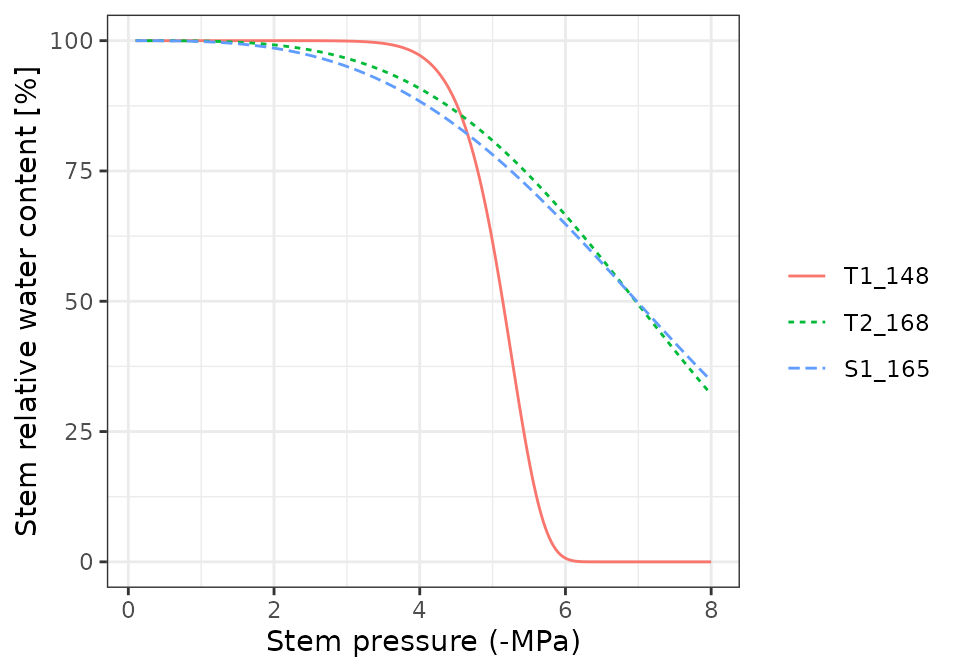 Stem relative water content [%]
100
75
50
25
0
0 2 4 6 8
Stem pressure (-MPa)
T1_148
T2_168
S1_165